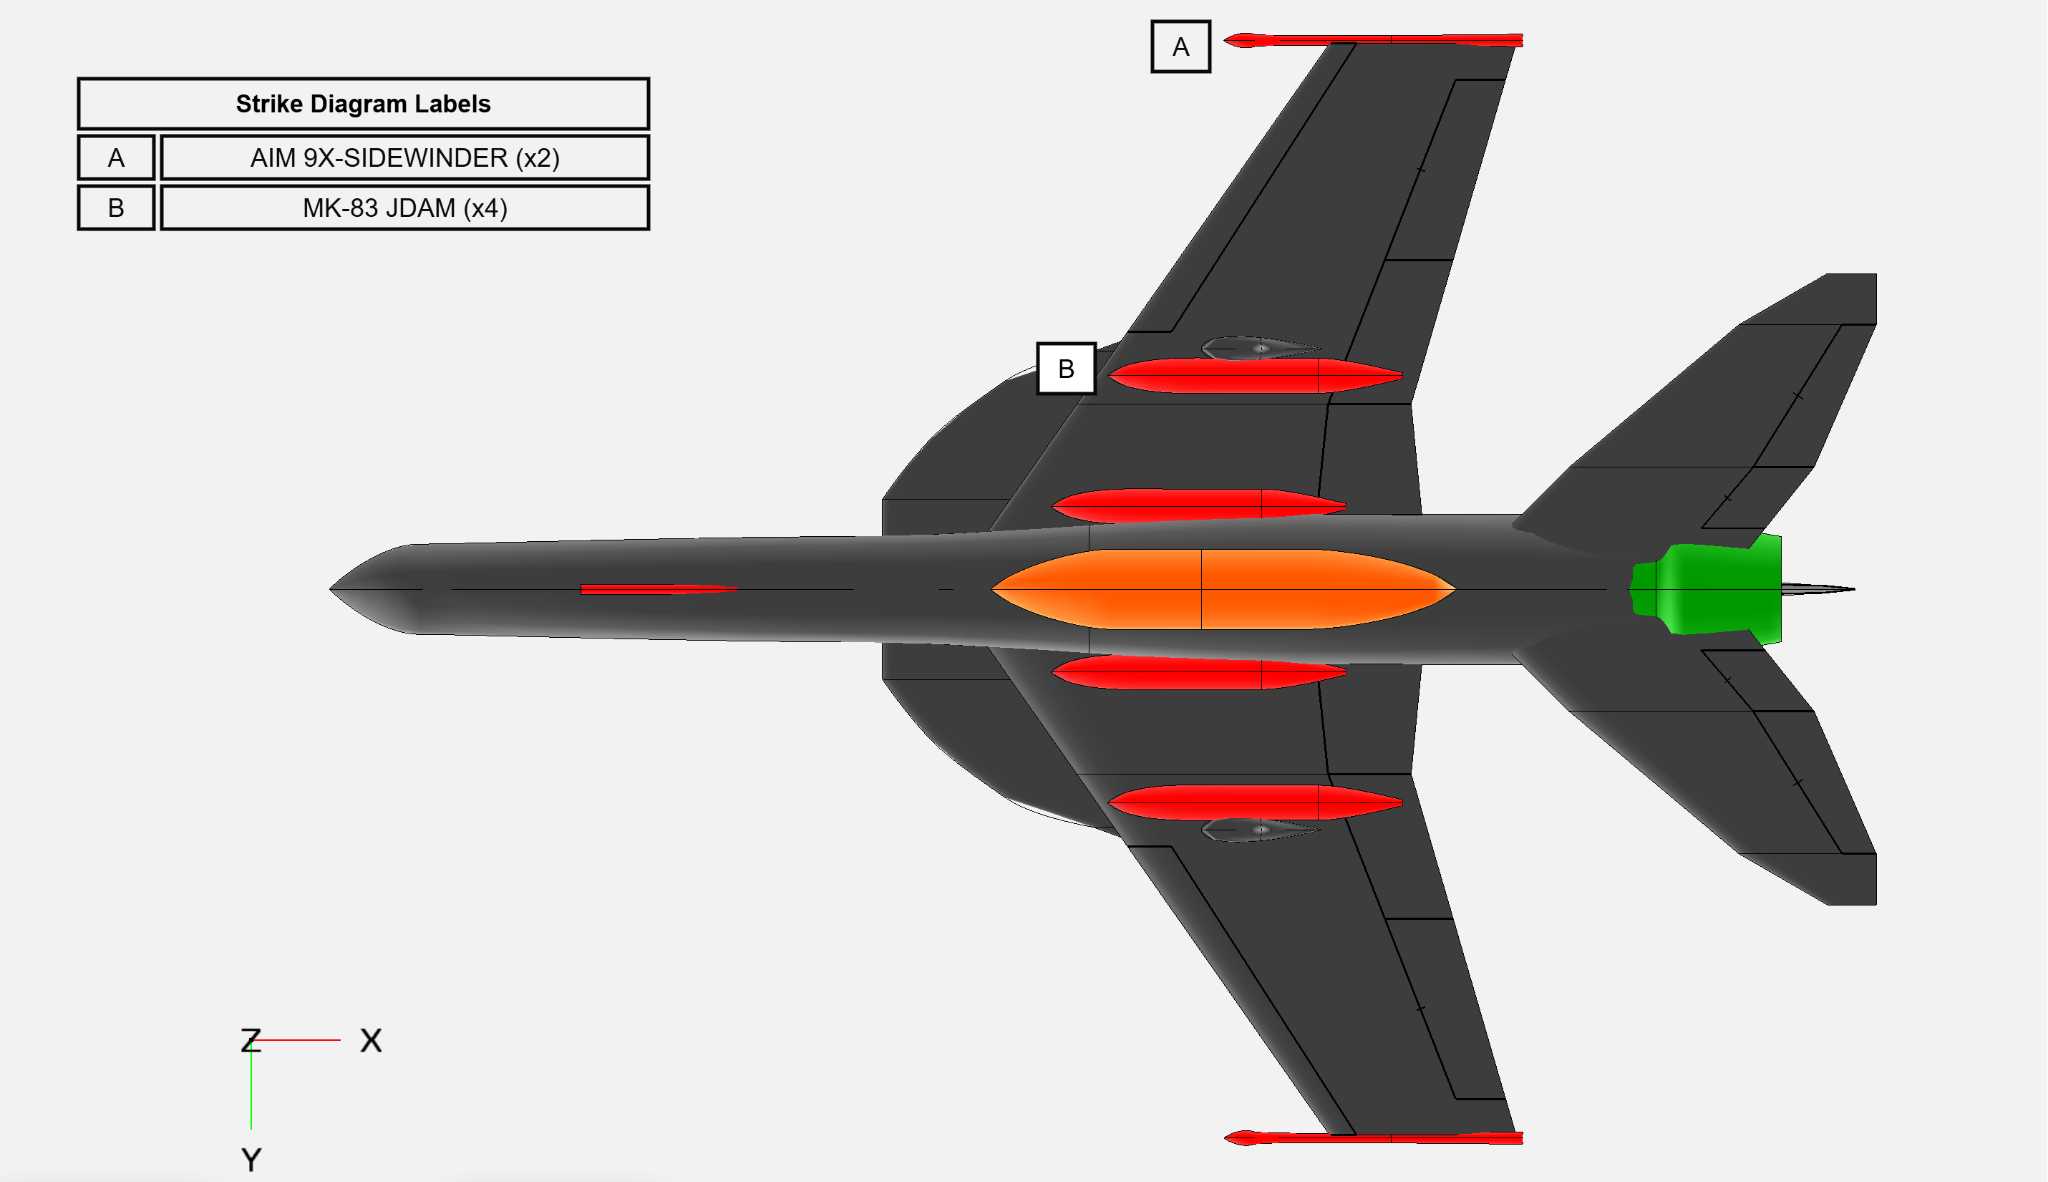 Strike Diagram Labels
A AIM 9X-SIDEWINDER (x2)
B MK-83 JDAM (x4)
A
B
Z X
Y